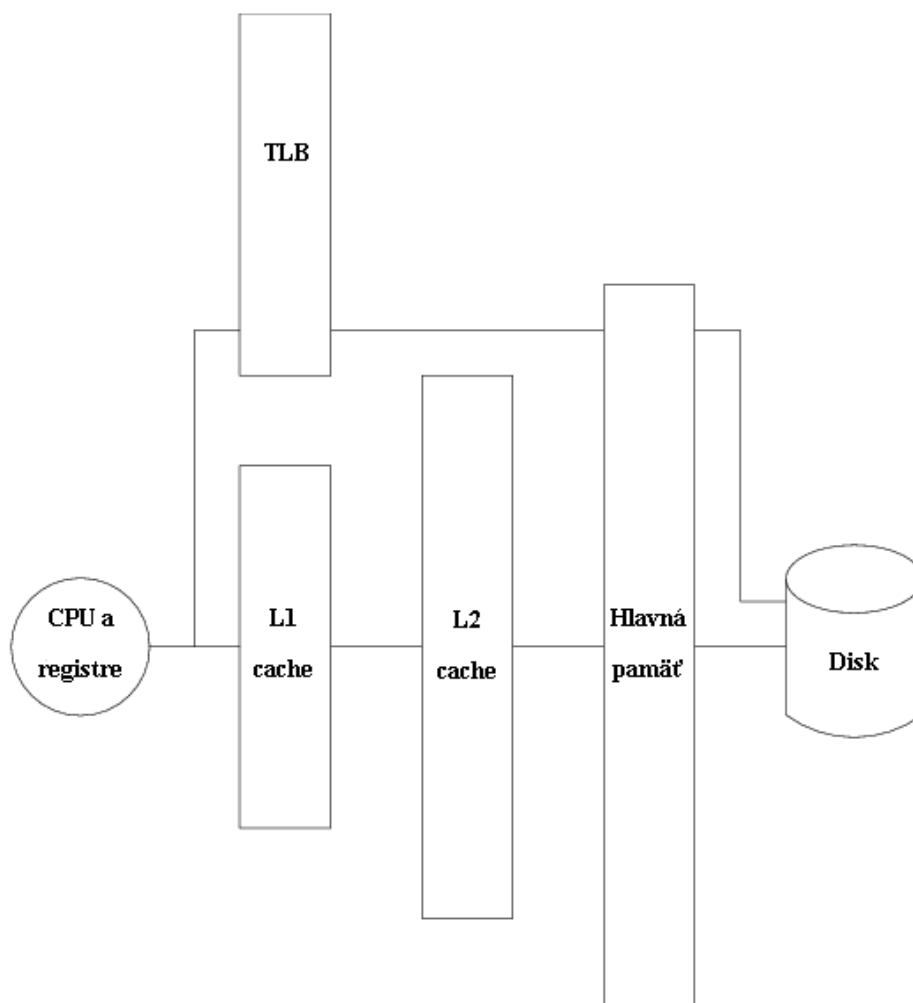 TLB
CPU a
registre
L1
cache
L2
cache
Hlavná
pamäť
Disk